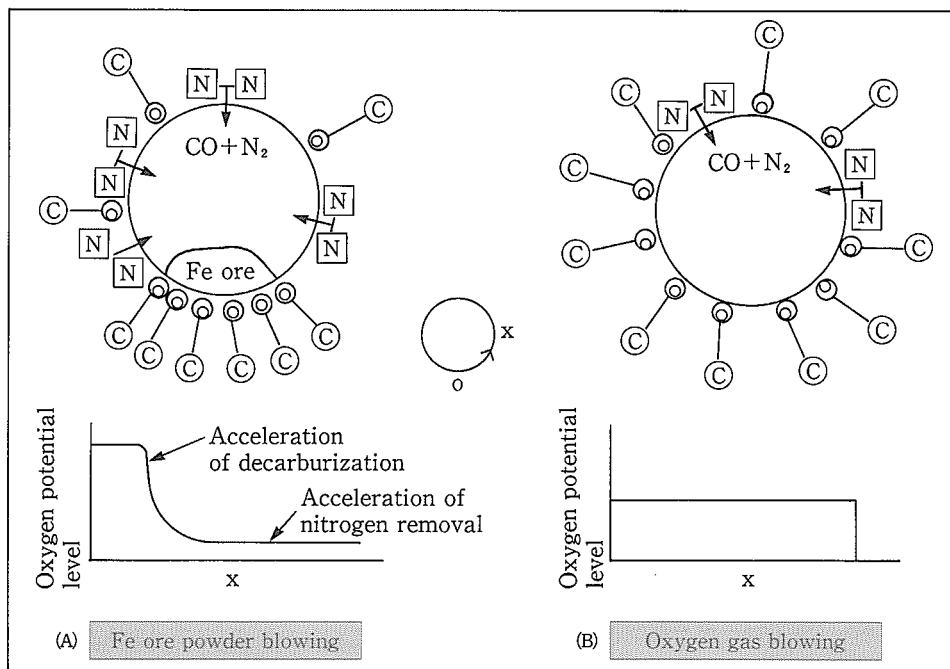 C
N N
C
N
N
CO+N₂
C
N
N
N
N
Fe ore
C
C
C
C
C
C
C
C
N
N
C
C
CO+N₂
N
N
C
C
C
C
C
C
C
x
o
Oxygen potential
level
Acceleration
of decarburization
Acceleration of
nitrogen removal
x
Oxygen potential
level
x
(A) Fe ore powder blowing
(B) Oxygen gas blowing